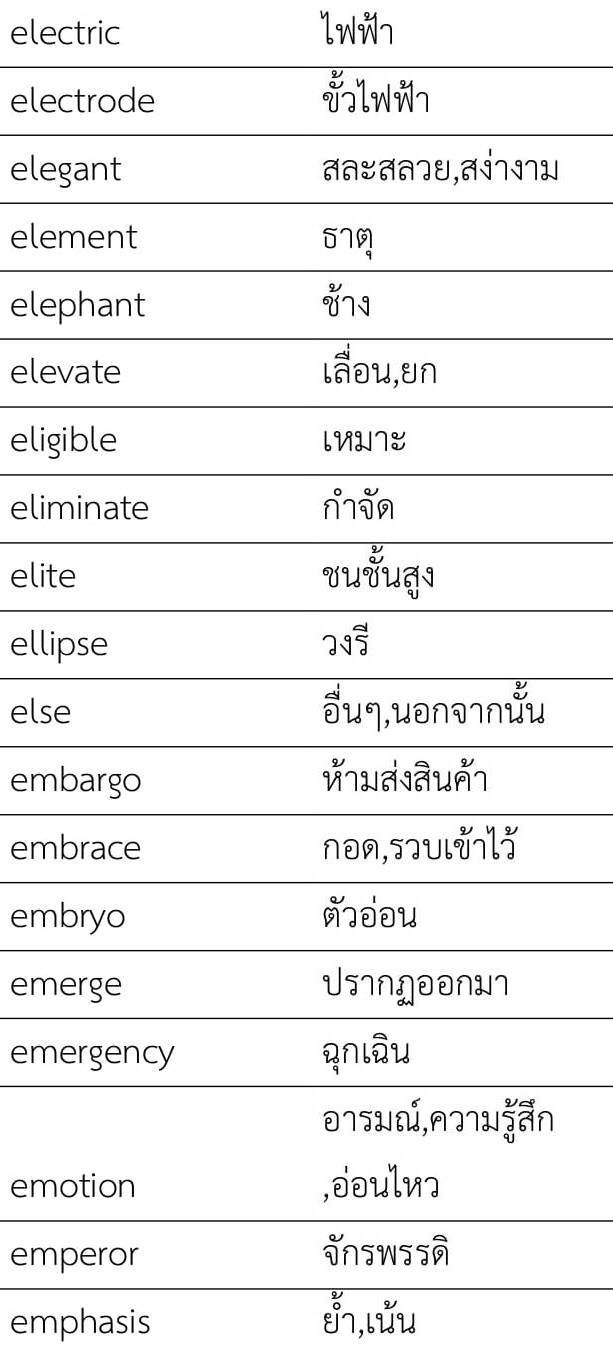 electric ไฟฟ้า
electrode ขั้วไฟฟ้า
elegant สละสลวย,สง่างาม
element ธาตุ
elephant ช้าง
elevate เลื่อน,ยก
eligible เหมาะ
eliminate กำจัด
elite ชนชั้นสูง
ellipse วงรี
else อื่นๆ,นอกจากนั้น
embargo ห้ามส่งสินค้า
embrace กอด,รวบเข้าไว้
embryo ตัวอ่อน
emerge ปรากฏออกมา
emergency ฉุกเฉิน
อารมณ์,ความรู้สึก
emotion ,อ่อนไหว
emperor จักรพรรดิ
emphasis ย้ำ,เน้น